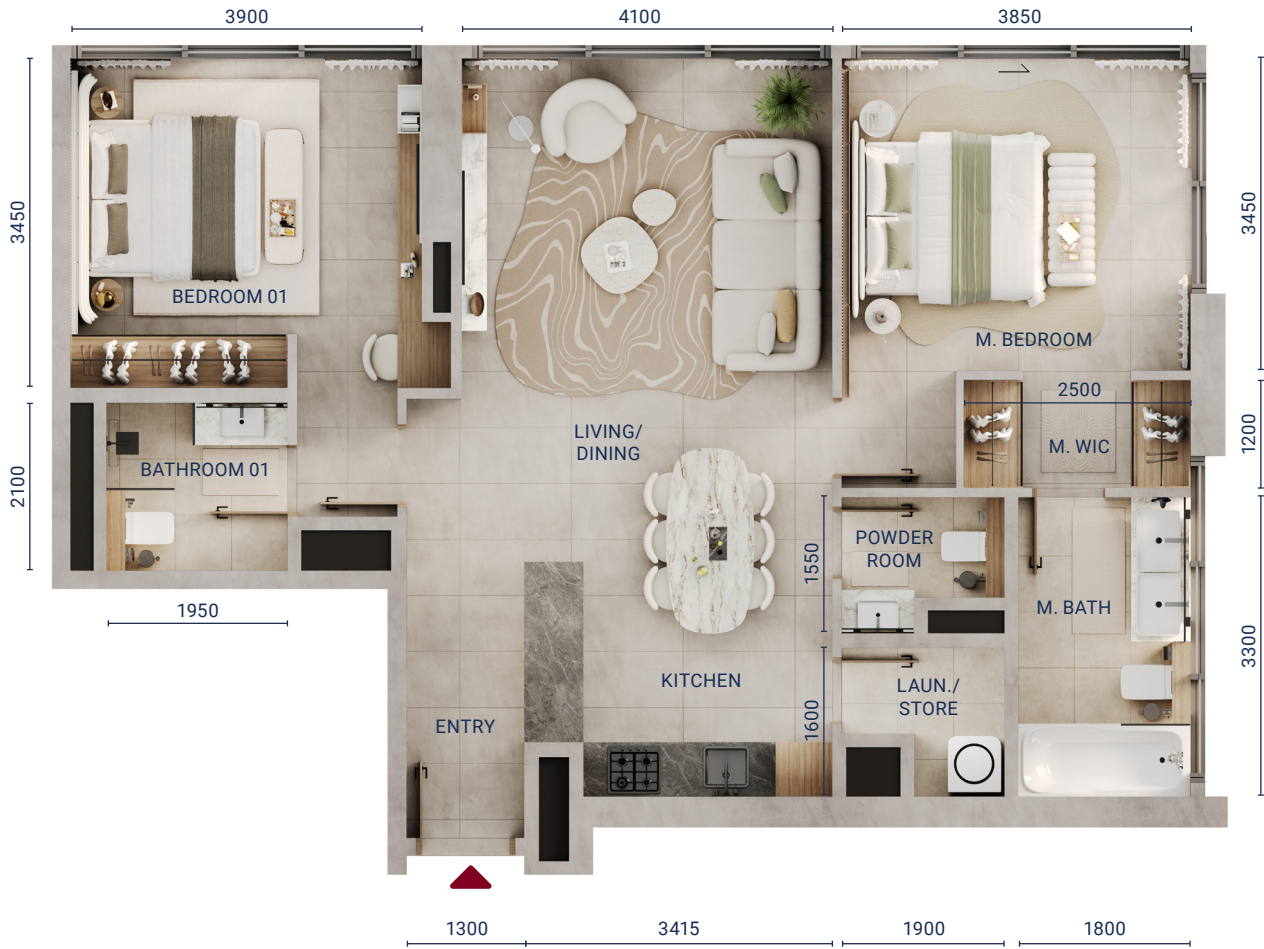 3900
4100
3850
3450
3450
BEDROOM 01
M. BEDROOM
2500
M. WIC
1200
LIVING/
DINING
BATHROOM 01
2100
1950
POWDER
ROOM
1550
M. BATH
3300
KITCHEN
LAUN./
STORE
1600
ENTRY
1300
3415
1900
1800